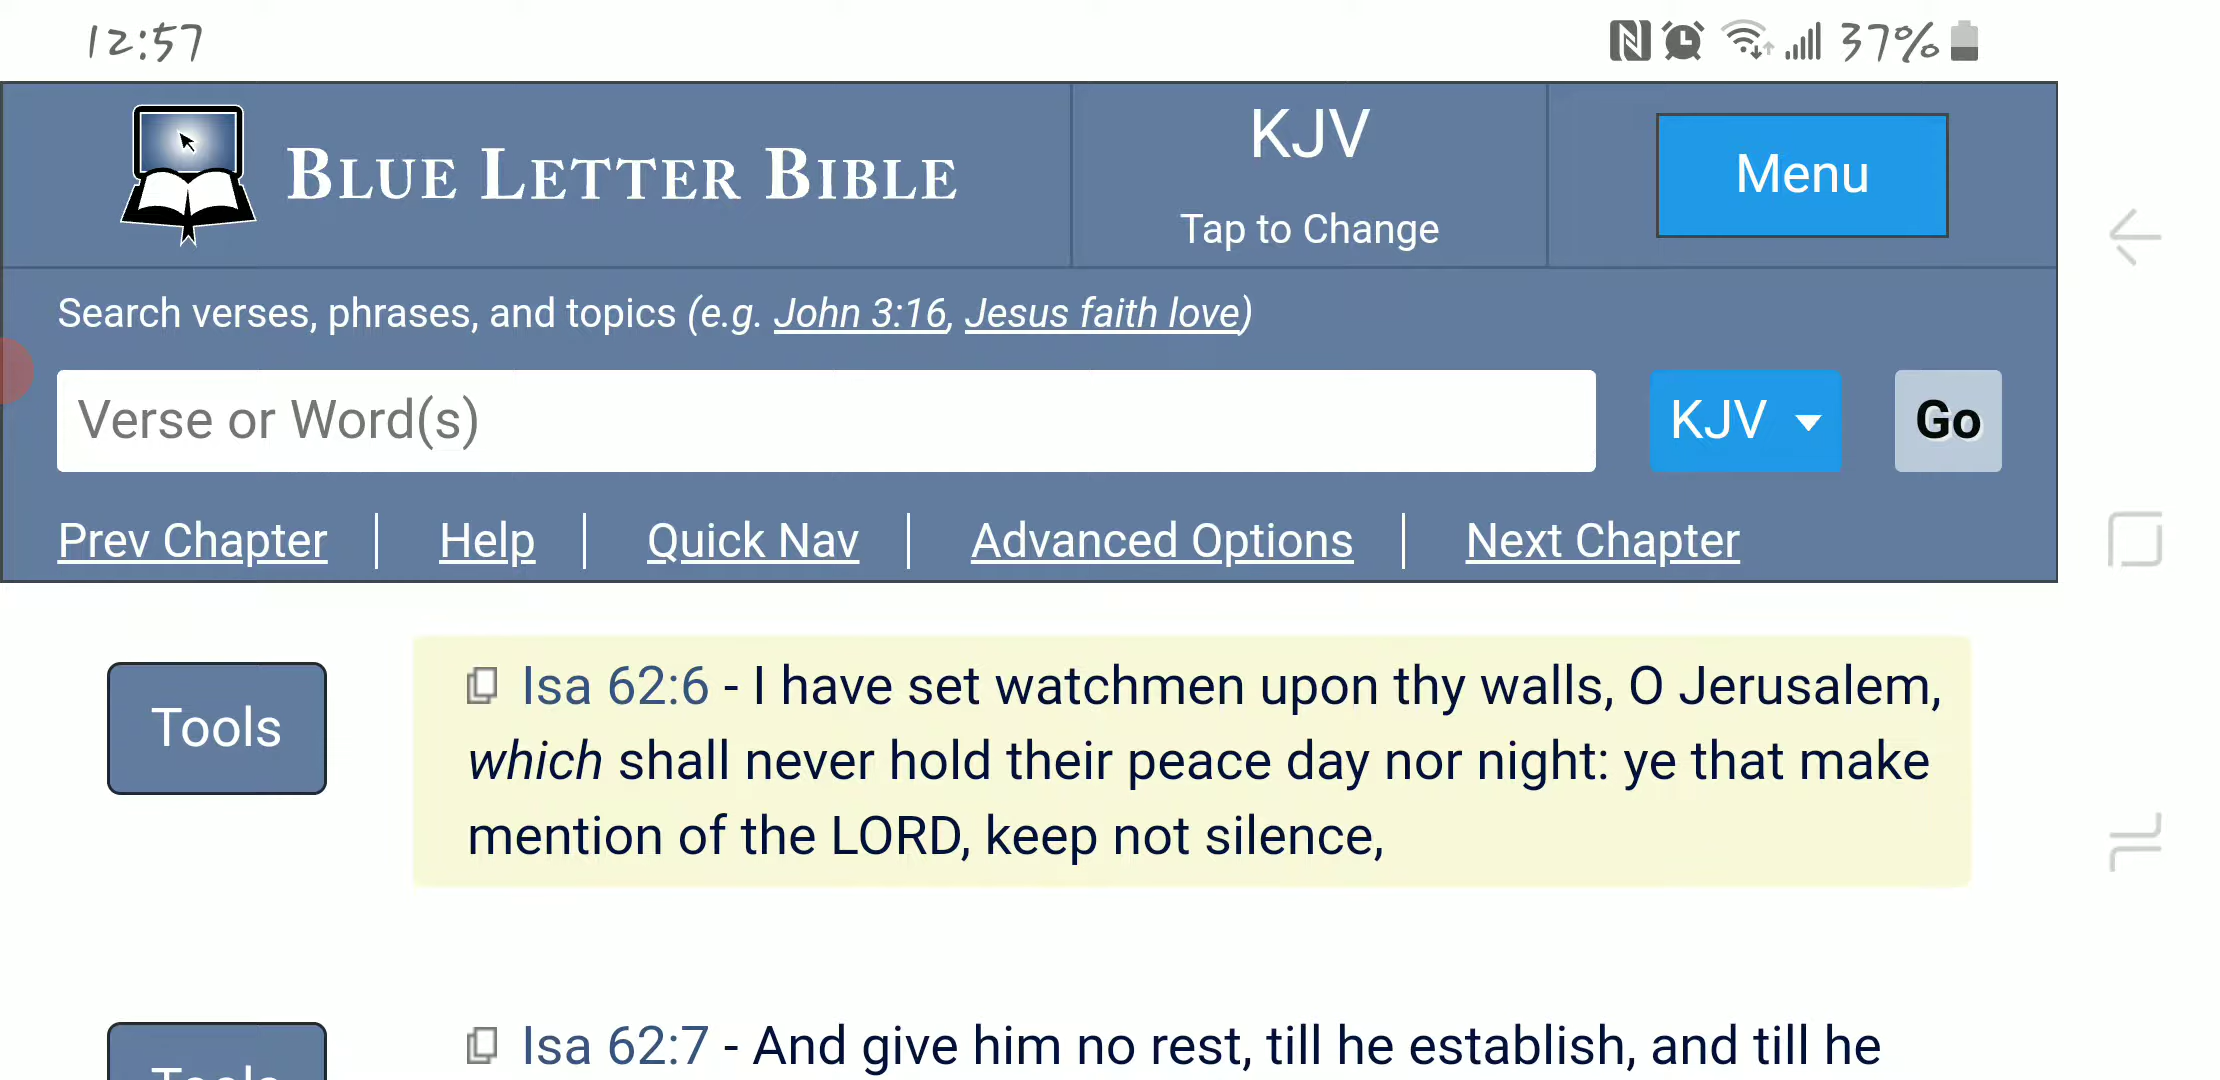 12:57 37%
BLUE LETTER BIBLE
KJV
Tap to Change
Menu
Search verses, phrases, and topics (e.g. John 3:16, Jesus faith love)
Verse or Word(s)
KJV
Go
Prev Chapter | Help | Quick Nav | Advanced Options | Next Chapter
Tools
Isa 62:6 - I have set watchmen upon thy walls, O Jerusalem,
which shall never hold their peace day nor night: ye that make
mention of the LORD, keep not silence,
Tools
Isa 62:7 - And give him no rest, till he establish, and till he